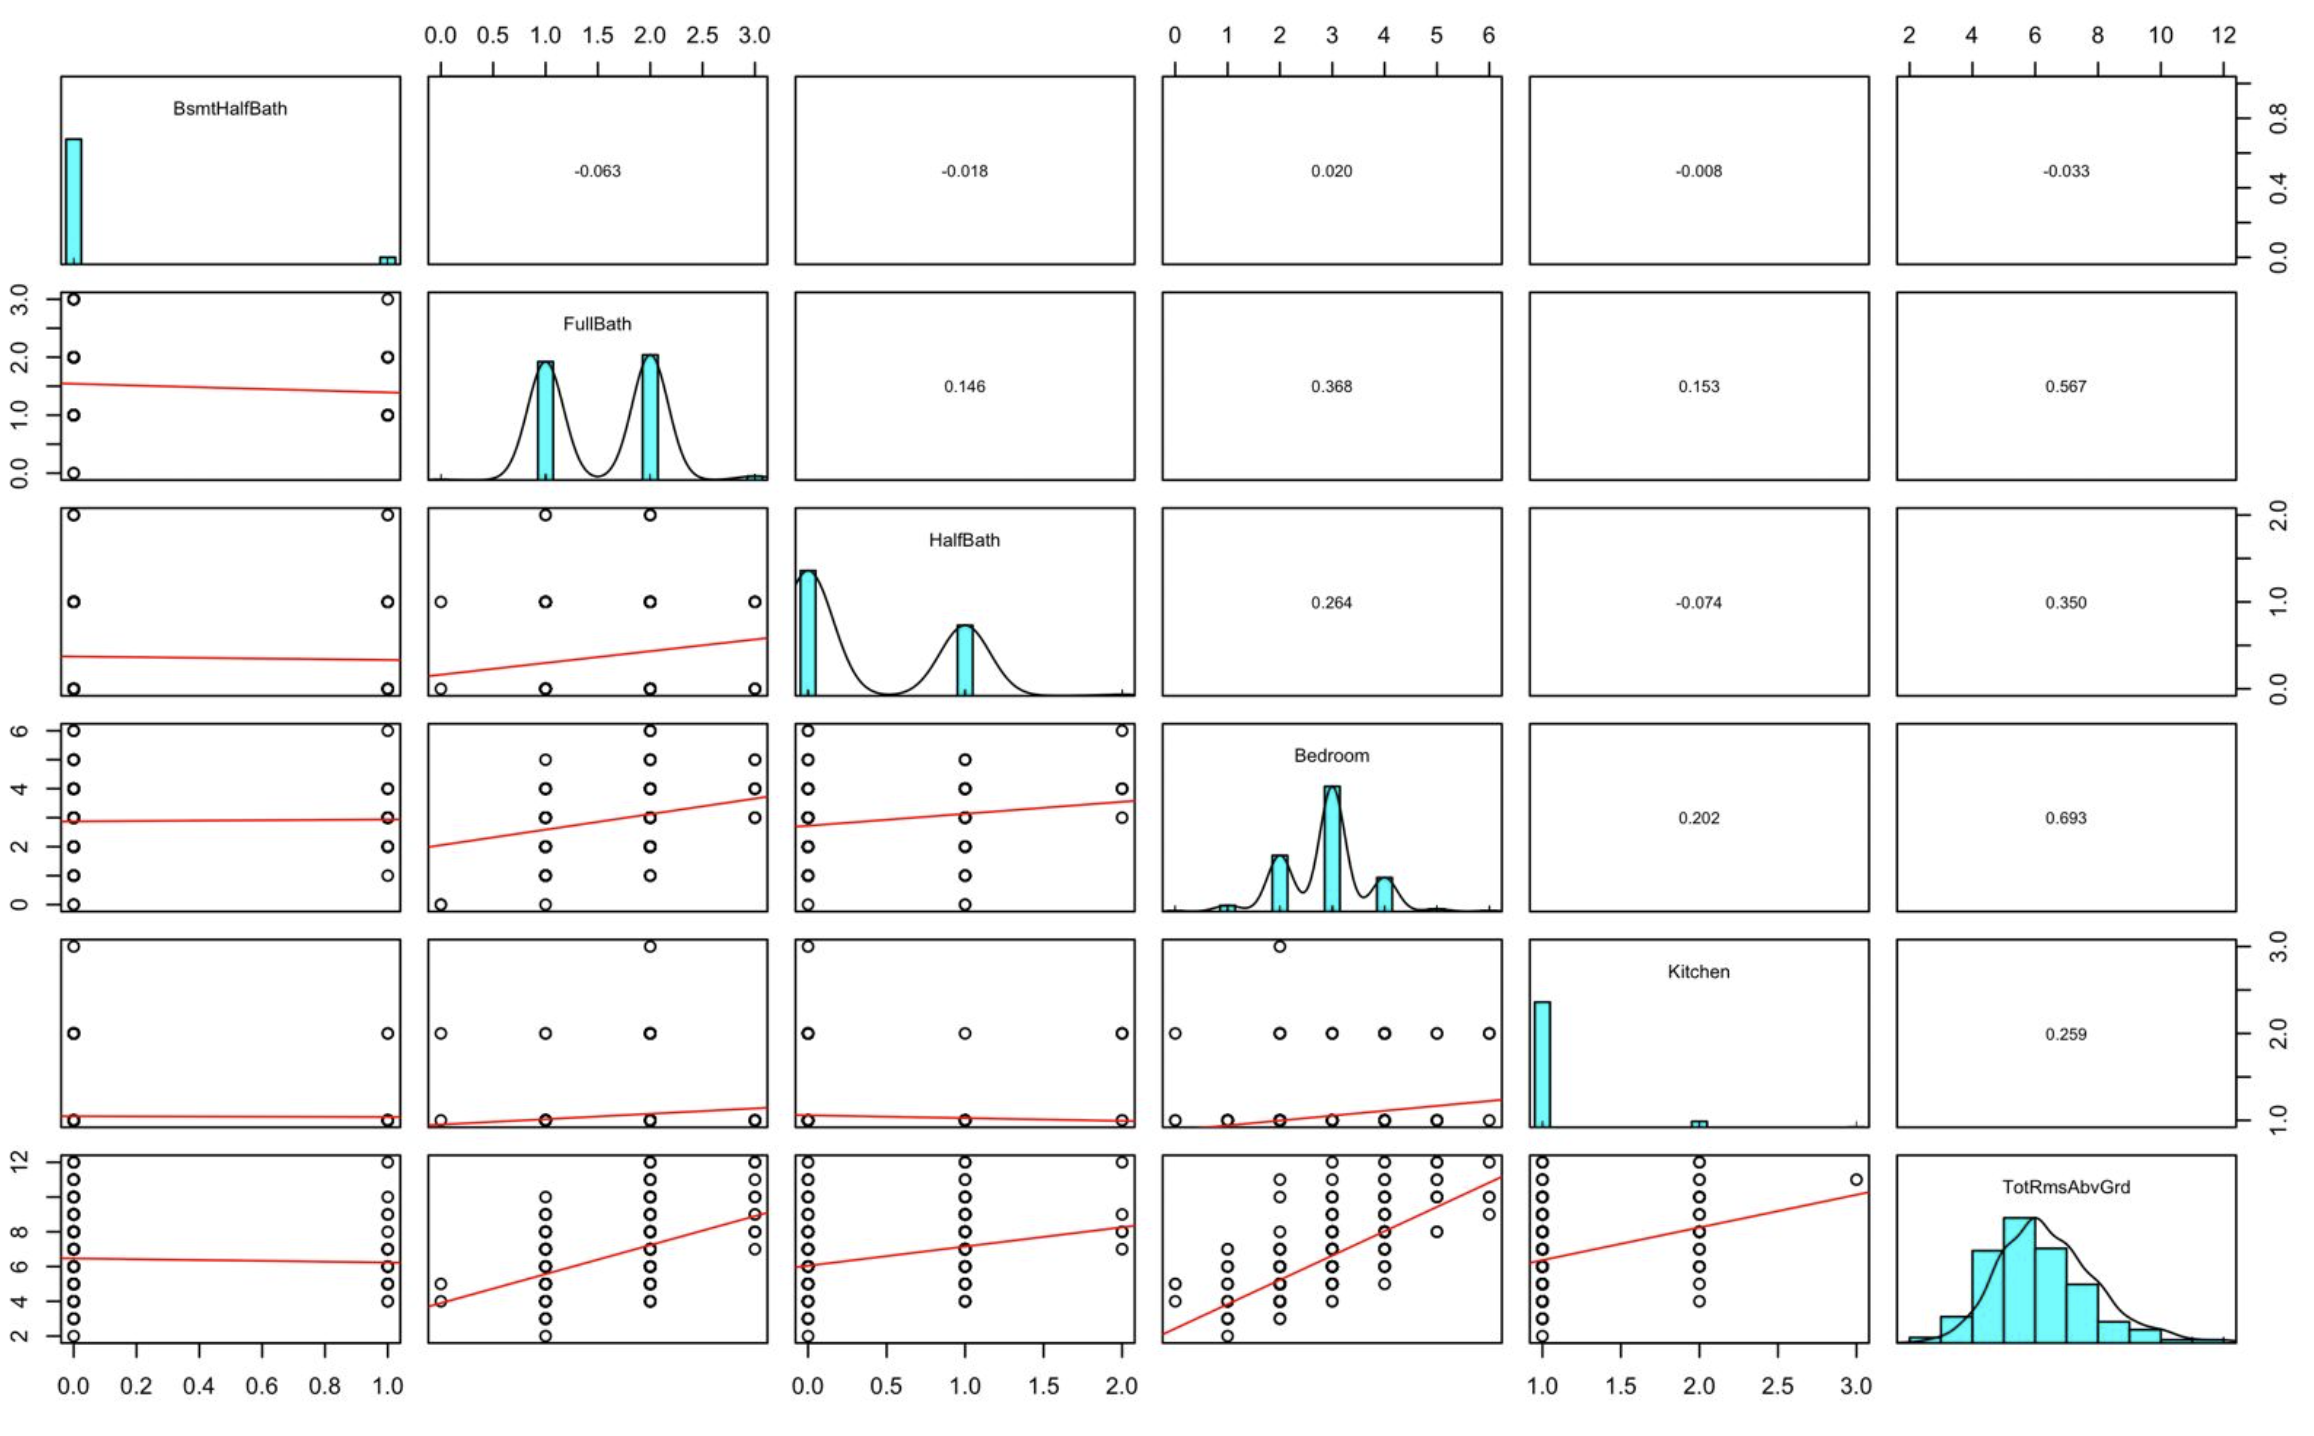 0.0 0.5 1.0 1.5 2.0 2.5 3.0 0 1 2 3 4 5 6 2 4 6 8 10 12
BsmtHalfBath
-0.063 -0.018 0.020 -0.008 -0.033
0.0 0.4 0.8
0.0 1.0 2.0 3.0
FullBath
0.146 0.368 0.153 0.567
HalfBath
0.264 -0.074 0.350
0.0 1.0 2.0
0 2 4 6
Bedroom
0.202 0.693
Kitchen
0.259
1.0 2.0 3.0
2 4 6 8 12
TotRmsAbvGrd
0.0 0.2 0.4 0.6 0.8 1.0 0.0 0.5 1.0 1.5 2.0 1.0 1.5 2.0 2.5 3.0